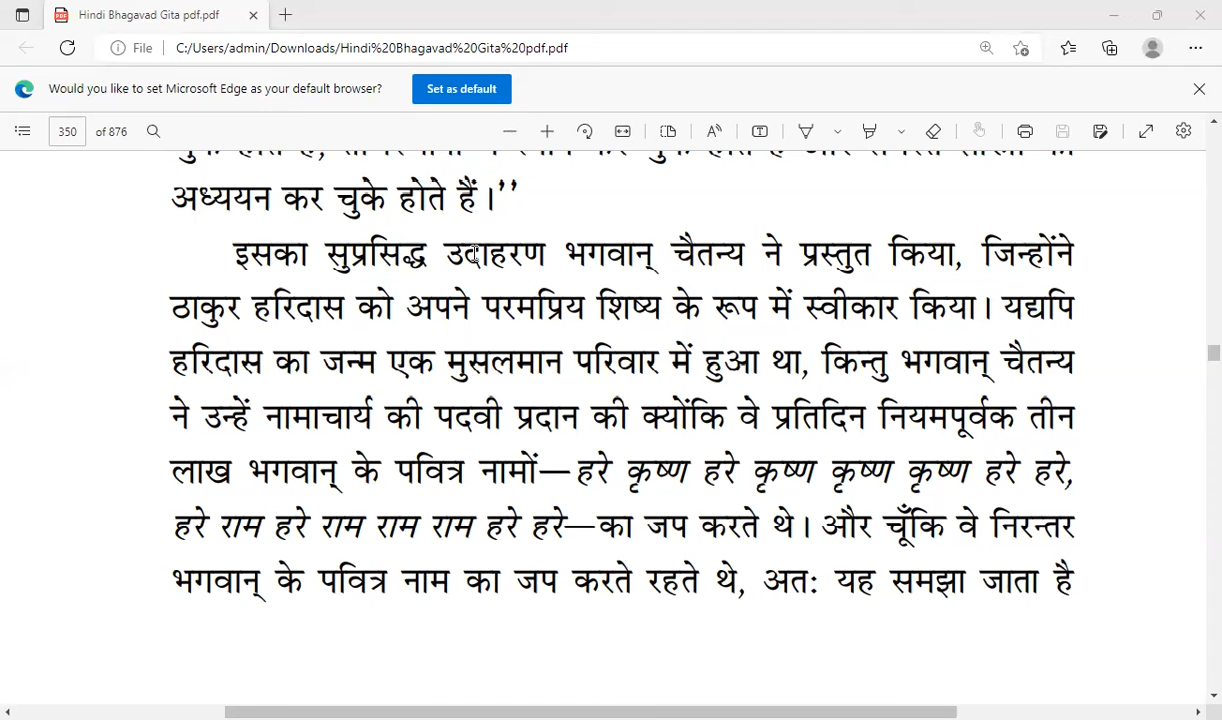 Hindi Bhagavad Gita pdf.pdf
File C:/Users/admin/Downloads/Hindi%20Bhagavad%20Gita%20pdf.pdf
Would you like to set Microsoft Edge as your default browser? Set as default
350 of 876
अध्ययन कर चुके होते हैं।’’
इसका सुप्रसिद्ध उदाहरण भगवान् चैतन्य ने प्रस्तुत किया, जिन्होंने
ठाकुर हरिदास को अपने परमप्रिय शिष्य के रूप में स्वीकार किया। यद्यपि
हरिदास का जन्म एक मुसलमान परिवार में हुआ था, किन्तु भगवान् चैतन्य
ने उन्हें नामाचार्य की पदवी प्रदान की क्योंकि वे प्रतिदिन नियमपूर्वक तीन
लाख भगवान् के पवित्र नामों—हरे कृष्ण हरे कृष्ण कृष्ण कृष्ण हरे हरे,
हरे राम हरे राम राम राम हरे हरे—का जप करते थे। और चूँकि वे निरन्तर
भगवान् के पवित्र नाम का जप करते रहते थे, अत: यह समझा जाता है